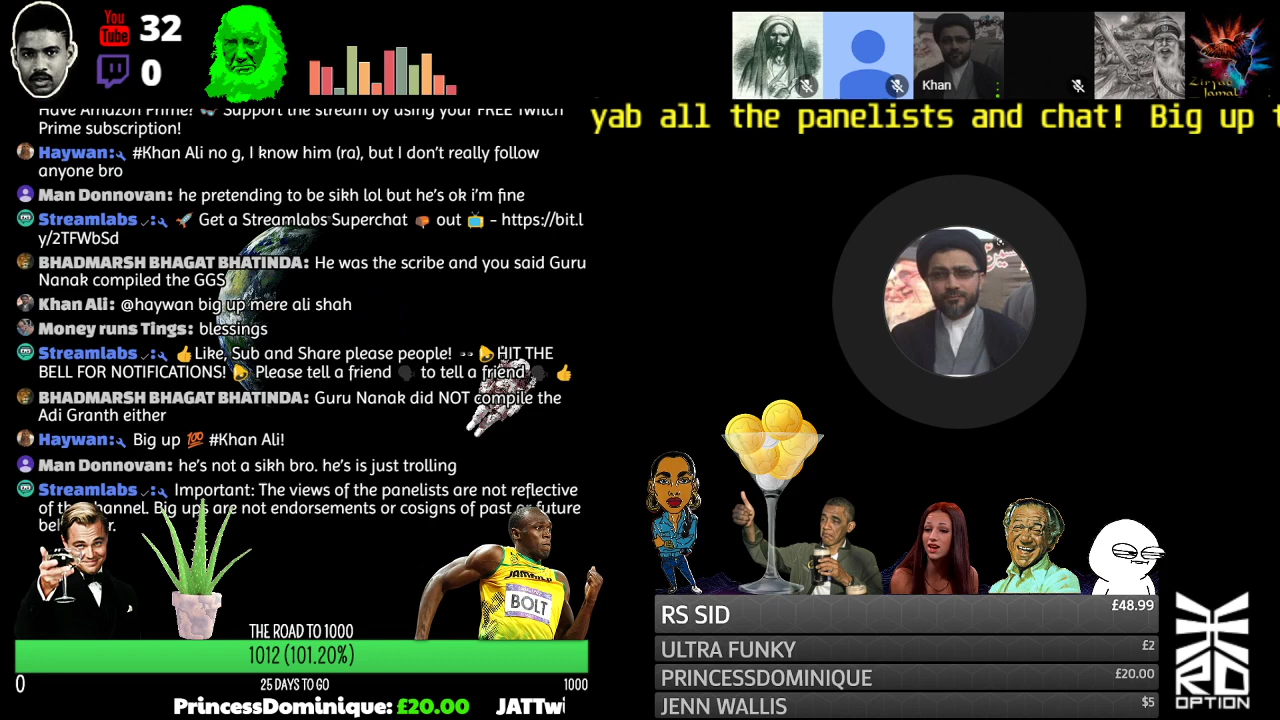 You
Tube 32
0
Khan
Ziryab
Jamal
yab all the panelists and chat! Big up t
Have Amazon Prime? Support the stream by using your FREE Twitch
Prime subscription!
Haywan: #Khan Ali no g, I know him (ra), but I don't really follow
anyone bro
Man Donnovan: he pretending to be sikh lol but he's ok i'm fine
Streamlabs : Get a Streamlabs Superchat out - https://bit.l
y/2TFWbSd
BHADMARSH BHAGAT BHATINDA: He was the scribe and you said Guru
Nanak compiled the GGS
Khan Ali: @haywan big up mere ali shah
Money runs Tings: blessings
Streamlabs : 👍Like, Sub and Share please people! 👀 HIT THE
BELL FOR NOTIFICATIONS! Please tell a friend 🗣 to tell a friend 🗣 👍
BHADMARSH BHAGAT BHATINDA: Guru Nanak did NOT compile the
Adi Granth either
Haywan: Big up 💯 #Khan Ali!
Man Donnovan: he's not a sikh bro. he's is just trolling
Streamlabs : Important: The views of the panelists are not reflective
of the channel. Big ups are not endorsements or cosigns of past or future
JAMAICA
BOLT
THE ROAD TO 1000
1012 (101.20%)
0 25 DAYS TO GO 1000
PrincessDominique: £20.00 JATTwi
RS SID £48.99
ULTRA FUNKY £2
PRINCESSDOMINIQUE £20.00
JENN WALLIS $5
RD
OPTION